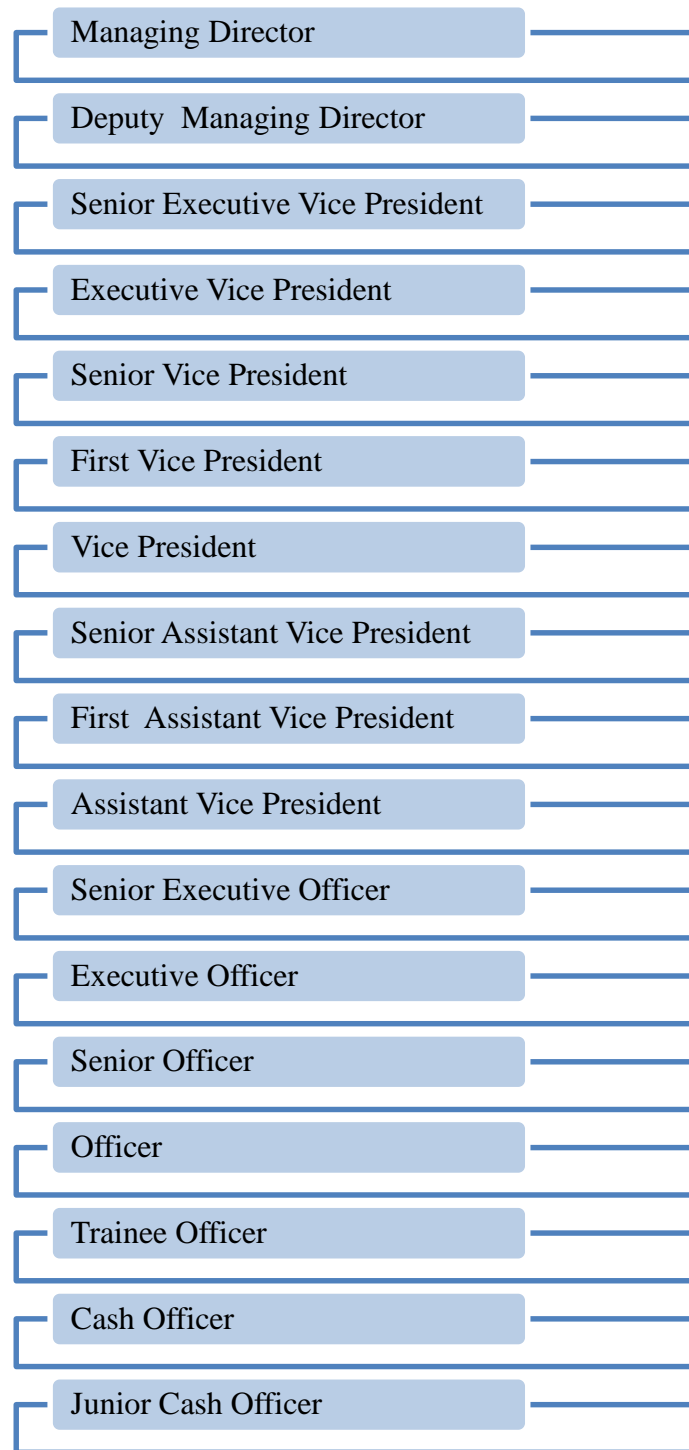 Managing Director
Deputy  Managing Director
Senior Executive Vice President
Executive Vice President
Senior Vice President
First Vice President
Vice President
Senior Assistant Vice President
First  Assistant Vice President
Assistant Vice President
Senior Executive Officer
Executive Officer
Senior Officer
Officer
Trainee Officer
Cash Officer
Junior Cash Officer